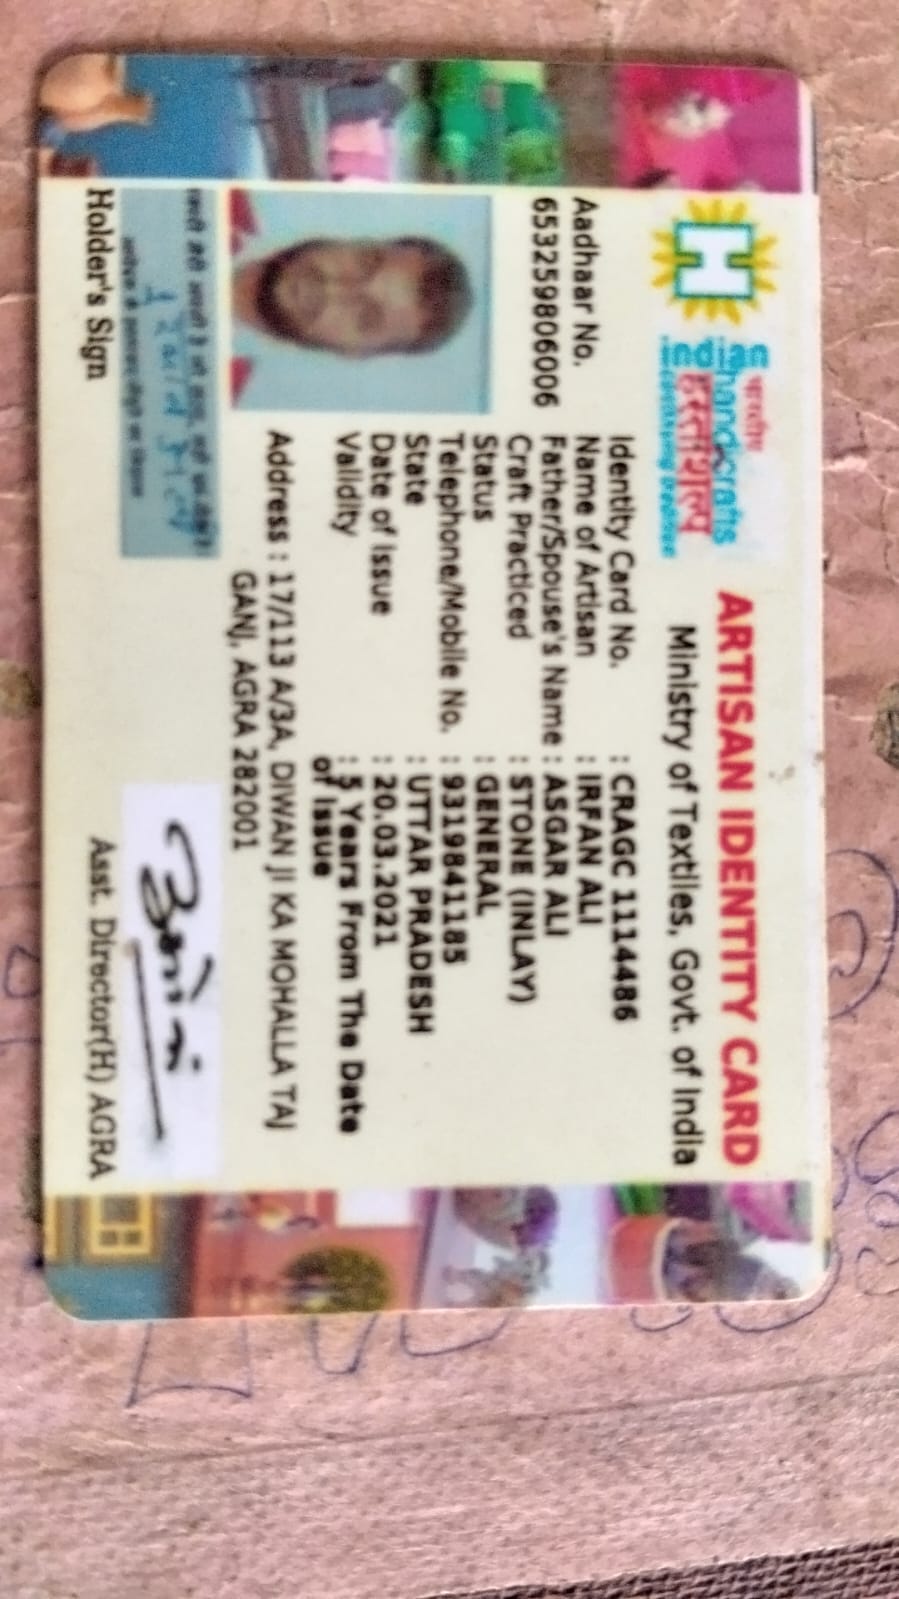 ARTISAN IDENTITY CARD
Ministry of Textiles, Govt. of India
भारतीय
indian
handicrafts
हस्तशिल्प
Aadhaar No.
653259806006
Identity Card No. : CRAGC 1114486
Name of Artisan : IRFAN ALI
Father/Spouse's Name : ASGAR ALI
Craft Practiced : STONE (INLAY)
Status : GENERAL
Telephone/Mobile No. : 9319841185
State : UTTAR PRADESH
Date of Issue : 20.03.2021
Validity : 5 Years From The Date
of Issue
Address : 17/113 A/3A, DIWAN JI KA MOHALLA TAJ
GANJ, AGRA 282001
Holder's Sign
Asst. Director(H) AGRA